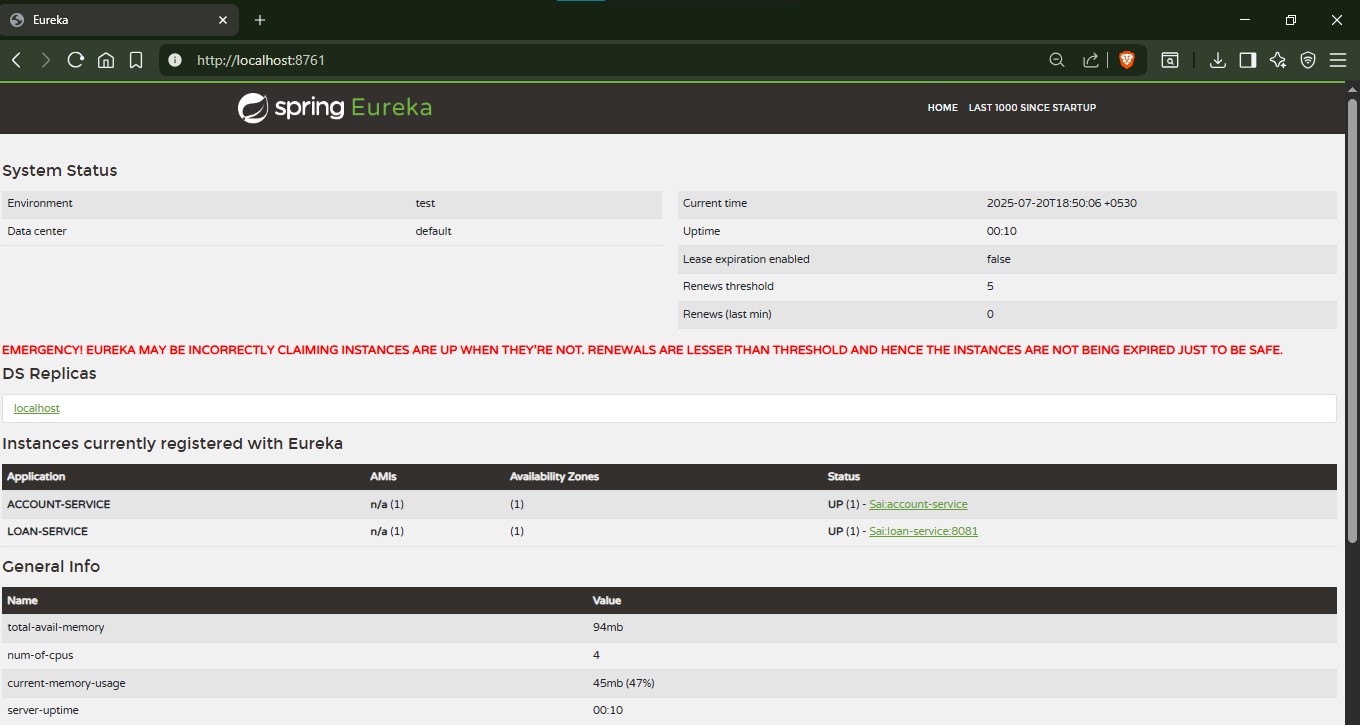 Eureka
http://localhost:8761
spring Eureka
HOME LAST 1000 SINCE STARTUP
System Status
Environment test
Data center default
Current time 2025-07-20T18:50:06 +0530
Uptime 00:10
Lease expiration enabled false
Renews threshold 5
Renews (last min) 0
EMERGENCY! EUREKA MAY BE INCORRECTLY CLAIMING INSTANCES ARE UP WHEN THEY'RE NOT. RENEWALS ARE LESSER THAN THRESHOLD AND HENCE THE INSTANCES ARE NOT BEING EXPIRED JUST TO BE SAFE.
DS Replicas
localhost
Instances currently registered with Eureka
Application AMIs Availability Zones Status
ACCOUNT-SERVICE n/a (1) (1) UP (1) - Sai:account-service
LOAN-SERVICE n/a (1) (1) UP (1) - Sai:loan-service:8081
General Info
Name Value
total-avail-memory 94mb
num-of-cpus 4
current-memory-usage 45mb (47%)
server-uptime 00:10